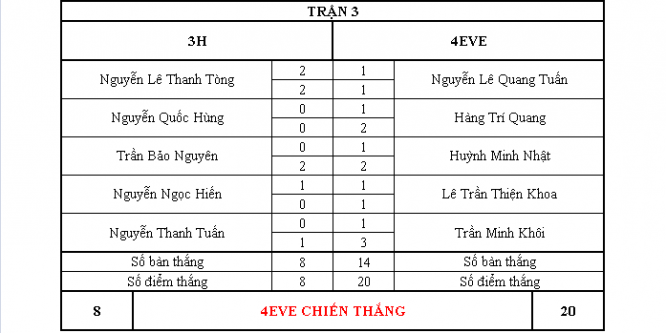 TRẬN 3
3H 4EVE
Nguyễn Lê Thanh Tòng 2 1 Nguyễn Lê Quang Tuấn
2 1
Nguyễn Quốc Hùng 0 1 Hàng Trí Quang
0 2
Trần Bảo Nguyên 0 1 Huỳnh Minh Nhật
2 2
Nguyễn Ngọc Hiến 1 1 Lê Trần Thiện Khoa
0 1
Nguyễn Thanh Tuấn 0 1 Trần Minh Khôi
1 3
Số bàn thắng 8 14 Số bàn thắng
Số điểm thắng 8 20 Số điểm thắng
8 4EVE CHIẾN THẮNG 20